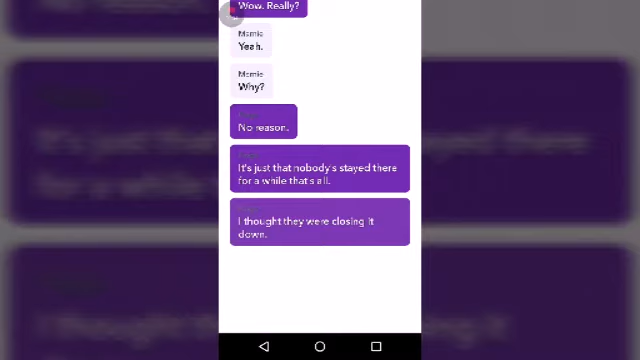 Wow. Really?
Mamie
Yeah.
Mamie
Why?
No reason.
It's just that nobody's stayed there
for a while that's all.
I thought they were closing it
down.